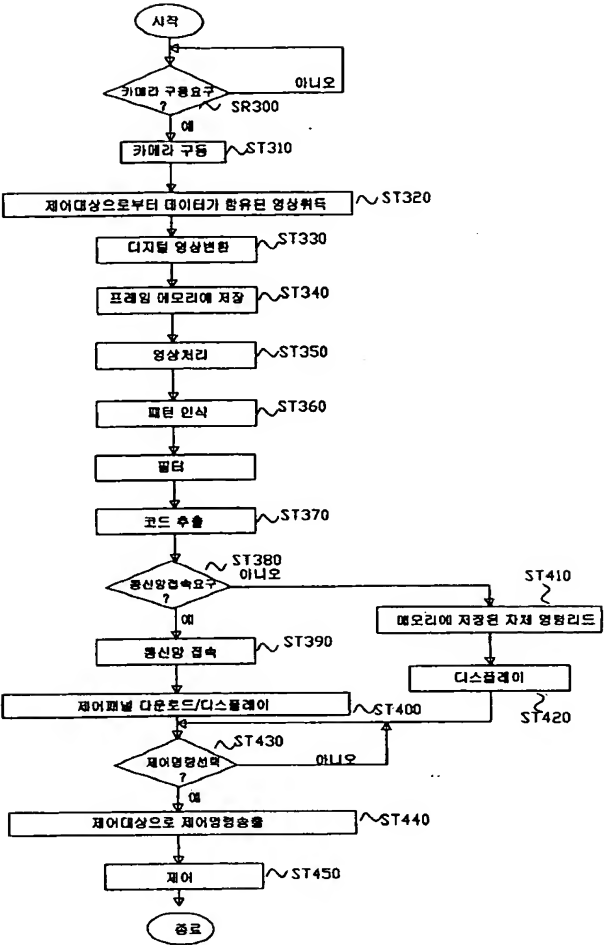 시작
카메라 구동요구
?
아니오
SR300
예
카메라 구동
ST310
제어대상으로부터 데이터가 함유된 영상취득
ST320
디지털 영상변환
ST330
프레임 메모리에 저장
ST340
영상처리
ST350
패턴 인식
ST360
필터
코드 추출
ST370
통신망접속요구
?
ST380
아니오
예
ST410
메모리에 저장된 자체 명령리드
통신망 접속
ST390
디스플레이
ST420
제어패널 다운로드/디스플레이
ST400
제어명령선택
?
ST430
아니오
예
제어대상으로 제어명령송출
ST440
제어
ST450
종료